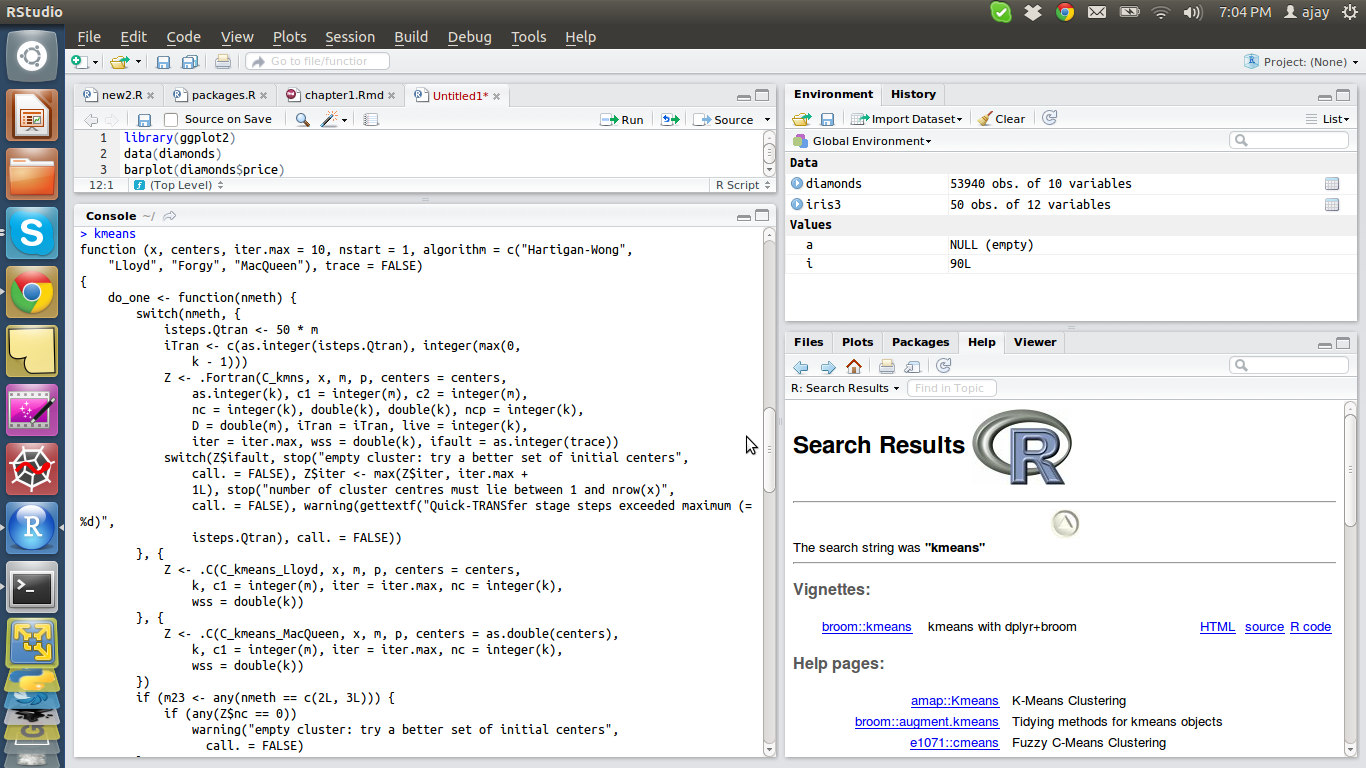 RStudio
7:04 PM ajay
File Edit Code View Plots Session Build Debug Tools Help
Go to file/function
Project: (None)
new2.R packages.R chapter1.Rmd Untitled1*
Source on Save
Run Source
1 library(ggplot2)
2 data(diamonds)
3 barplot(diamonds$price)
12:1 (Top Level) R Script
Console ~/
> kmeans
function (x, centers, iter.max = 10, nstart = 1, algorithm = c("Hartigan-Wong",
    "Lloyd", "Forgy", "MacQueen"), trace = FALSE)
{
    do_one <- function(nmeth) {
        switch(nmeth, {
            isteps.Qtran <- 50 * m
            iTran <- c(as.integer(isteps.Qtran), integer(max(0,
                k - 1)))
            Z <- .Fortran(C_kmns, x, m, p, centers = centers,
                as.integer(k), c1 = integer(m), c2 = integer(m),
                nc = integer(k), double(k), double(k), ncp = integer(k),
                D = double(m), iTran = iTran, live = integer(k),
                iter = iter.max, wss = double(k), ifault = as.integer(trace))
            switch(Z$ifault, stop("empty cluster: try a better set of initial centers",
                call. = FALSE), Z$iter <- max(Z$iter, iter.max +
                1L), stop("number of cluster centres must lie between 1 and nrow(x)",
                call. = FALSE), warning(gettextf("Quick-TRANSfer stage steps exceeded maximum (=
%d)",
                isteps.Qtran), call. = FALSE))
        }, {
            Z <- .C(C_kmeans_Lloyd, x, m, p, centers = centers,
                k, c1 = integer(m), iter = iter.max, nc = integer(k),
                wss = double(k))
        }, {
            Z <- .C(C_kmeans_MacQueen, x, m, p, centers = as.double(centers),
                k, c1 = integer(m), iter = iter.max, nc = integer(k),
                wss = double(k))
        })
        if (m23 <- any(nmeth == c(2L, 3L))) {
            if (any(Z$nc == 0))
                warning("empty cluster: try a better set of initial centers",
                  call. = FALSE)
Environment History
Import Dataset Clear List
Global Environment
Data
diamonds 53940 obs. of 10 variables
iris3 50 obs. of 12 variables
Values
a NULL (empty)
i 90L
Files Plots Packages Help Viewer
R: Search Results Find in Topic
Search Results R
The search string was "kmeans"
Vignettes:
broom::kmeans kmeans with dplyr+broom HTML source R code
Help pages:
amap::Kmeans K-Means Clustering
broom::augment.kmeans Tidying methods for kmeans objects
e1071::cmeans Fuzzy C-Means Clustering